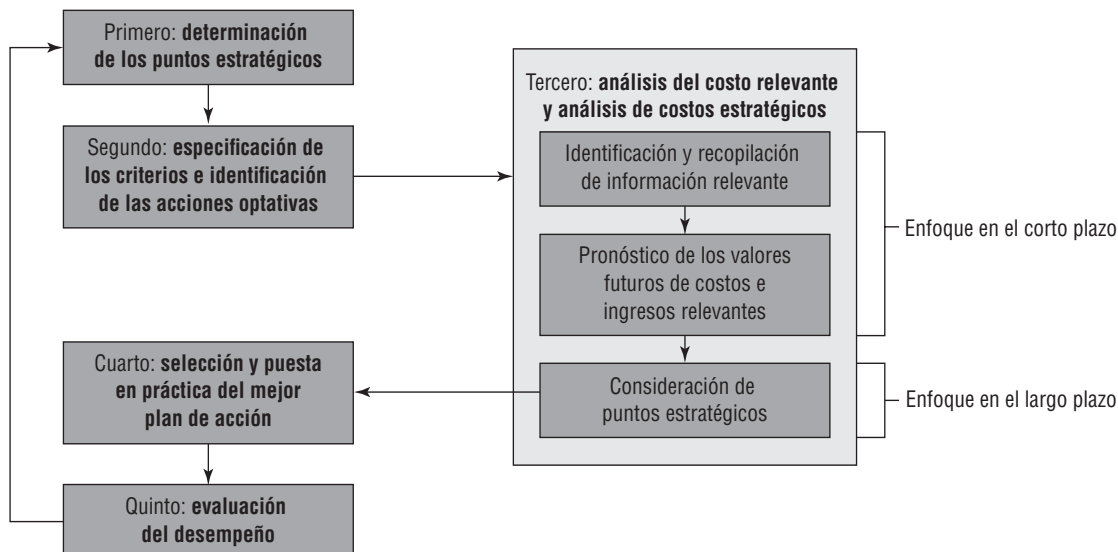 Primero: determinación
de los puntos estratégicos
Segundo: especificación de
los criterios e identificación
de las acciones optativas
Tercero: análisis del costo relevante
y análisis de costos estratégicos
Identificación y recopilación
de información relevante
Pronóstico de los valores
futuros de costos e
ingresos relevantes
Consideración de
puntos estratégicos
Enfoque en el corto plazo
Enfoque en el largo plazo
Cuarto: selección y puesta
en práctica del mejor
plan de acción
Quinto: evaluación
del desempeño